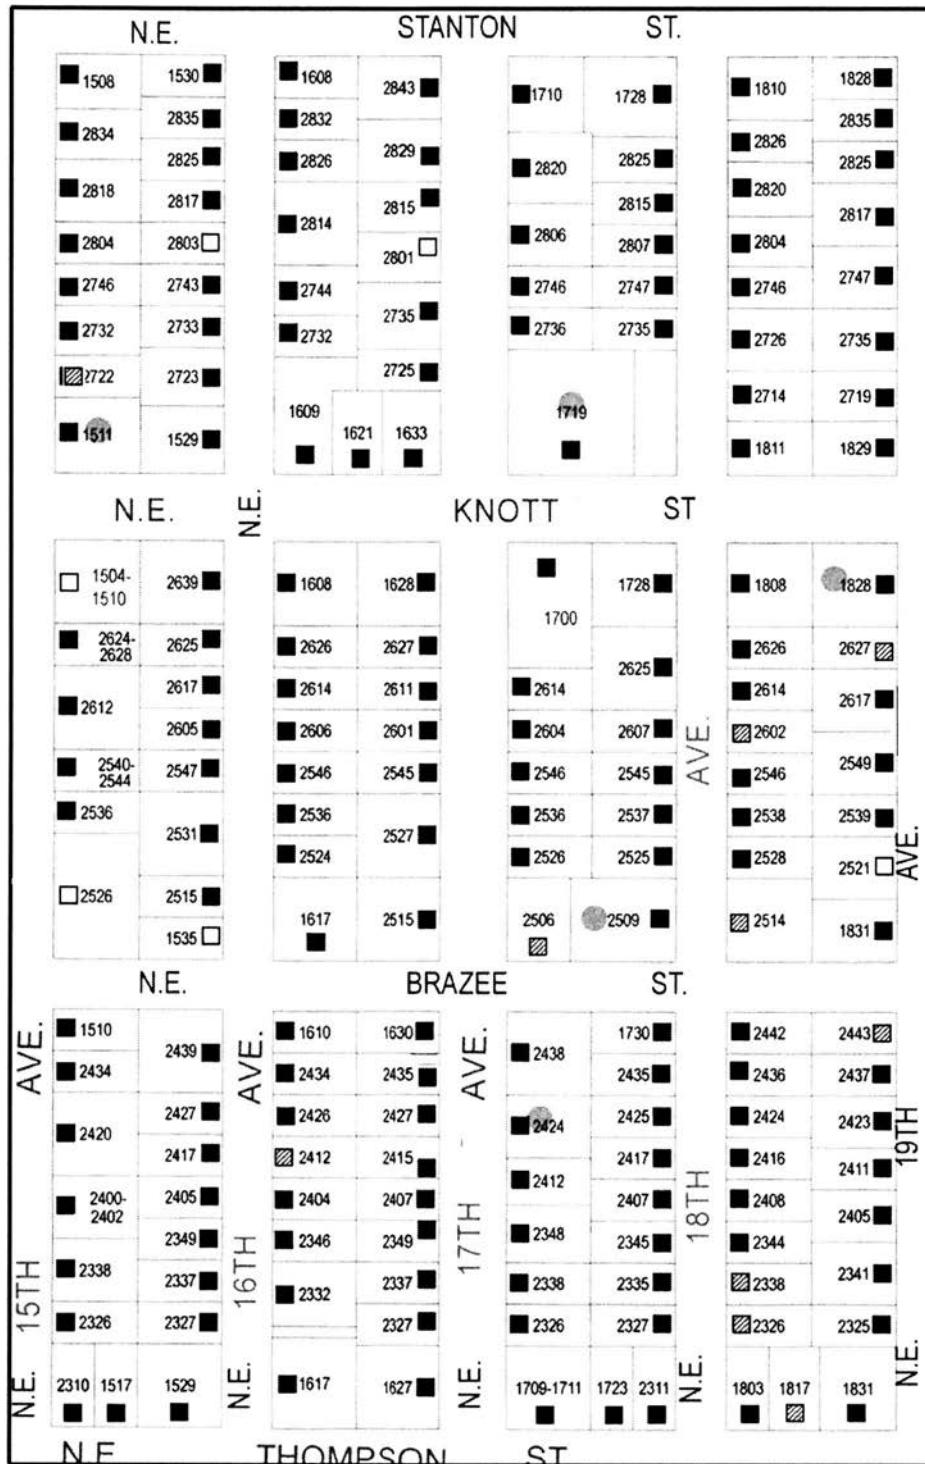 N.E. STANTON ST.
1508 1530 1608 2843 1710 1728 1810 1828
2834 2835 2832 2826 2835
2825 2826 2829 2820 2825 2825
2818 2817 2814 2815 2815 2820 2817
2804 2803 2801 2806 2807 2804
2746 2743 2744 2735 2746 2747 2746 2747
2732 2733 2732 2736 2735 2726 2735
2722 2723 2725
1511 1529 1609 1621 1633 1719 2714 2719
1811 1829
N.E. N.E. KNOTT ST
1504-
1510 2639 1608 1628 1700 1728 1808 1828
2624-
2628 2625 2626 2627 2625 2626 2627
2612 2617 2614 2611 2614 2614 2617
2605 2606 2601 2604 2607 2602
2540-
2544 2547 2546 2545 2546 2545 2546 2549
2536 2531 2536 2527 2536 2537 2538 2539
2524 2526 2525 2528 2521
2526 2515 1617 2515 2506 2509 2514 1831
1535
AVE. AVE.
N.E. BRAZEE ST.
1510 2439 1610 1630 2438 1730 2442 2443
2434 2434 2435 2435 2436 2437
2420 2427 2426 2427 2424 2425 2424 2423
2417 2412 2415 2412 2417 2416 2411
2400-
2402 2405 2404 2407 2407 2408 2405
2349 2346 2349 2348 2345 2344
2338 2337 2332 2337 2338 2335 2338 2341
2326 2327 2327 2326 2327 2326 2325
2310 1517 1529 1617 1627 1709-1711 1723 2311 1803 1817 1831
N.E. 15TH AVE.
N.E. 16TH AVE.
N.E. 17TH AVE.
N.E. 18TH
N.E. 19TH
N.E THOMPSON ST